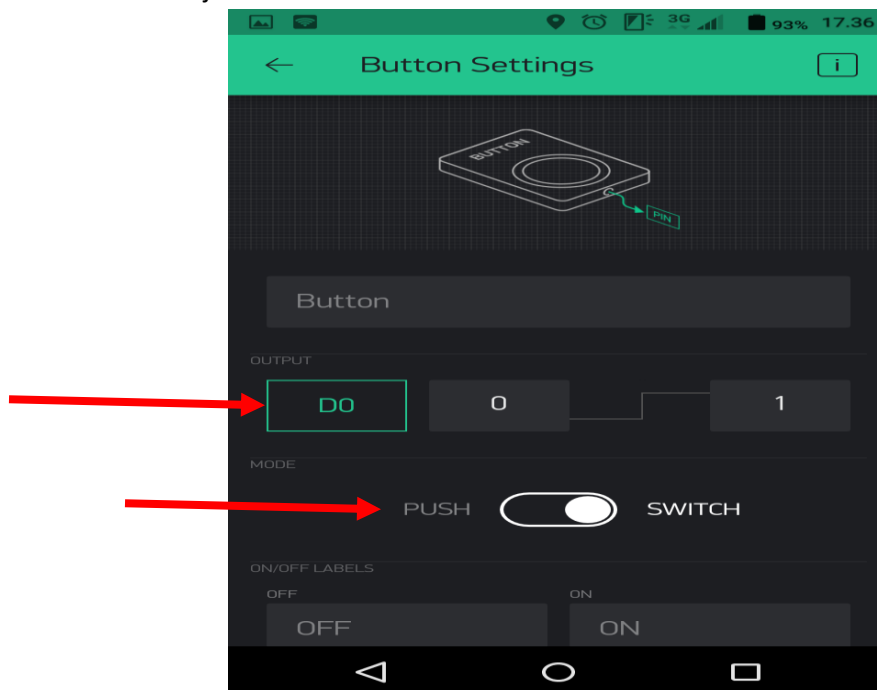 3G 93% 17.36
Button Settings i
BUTTON
PIN
Button
OUTPUT
D0 0 1
MODE
PUSH SWITCH
ON/OFF LABELS
OFF ON
OFF ON